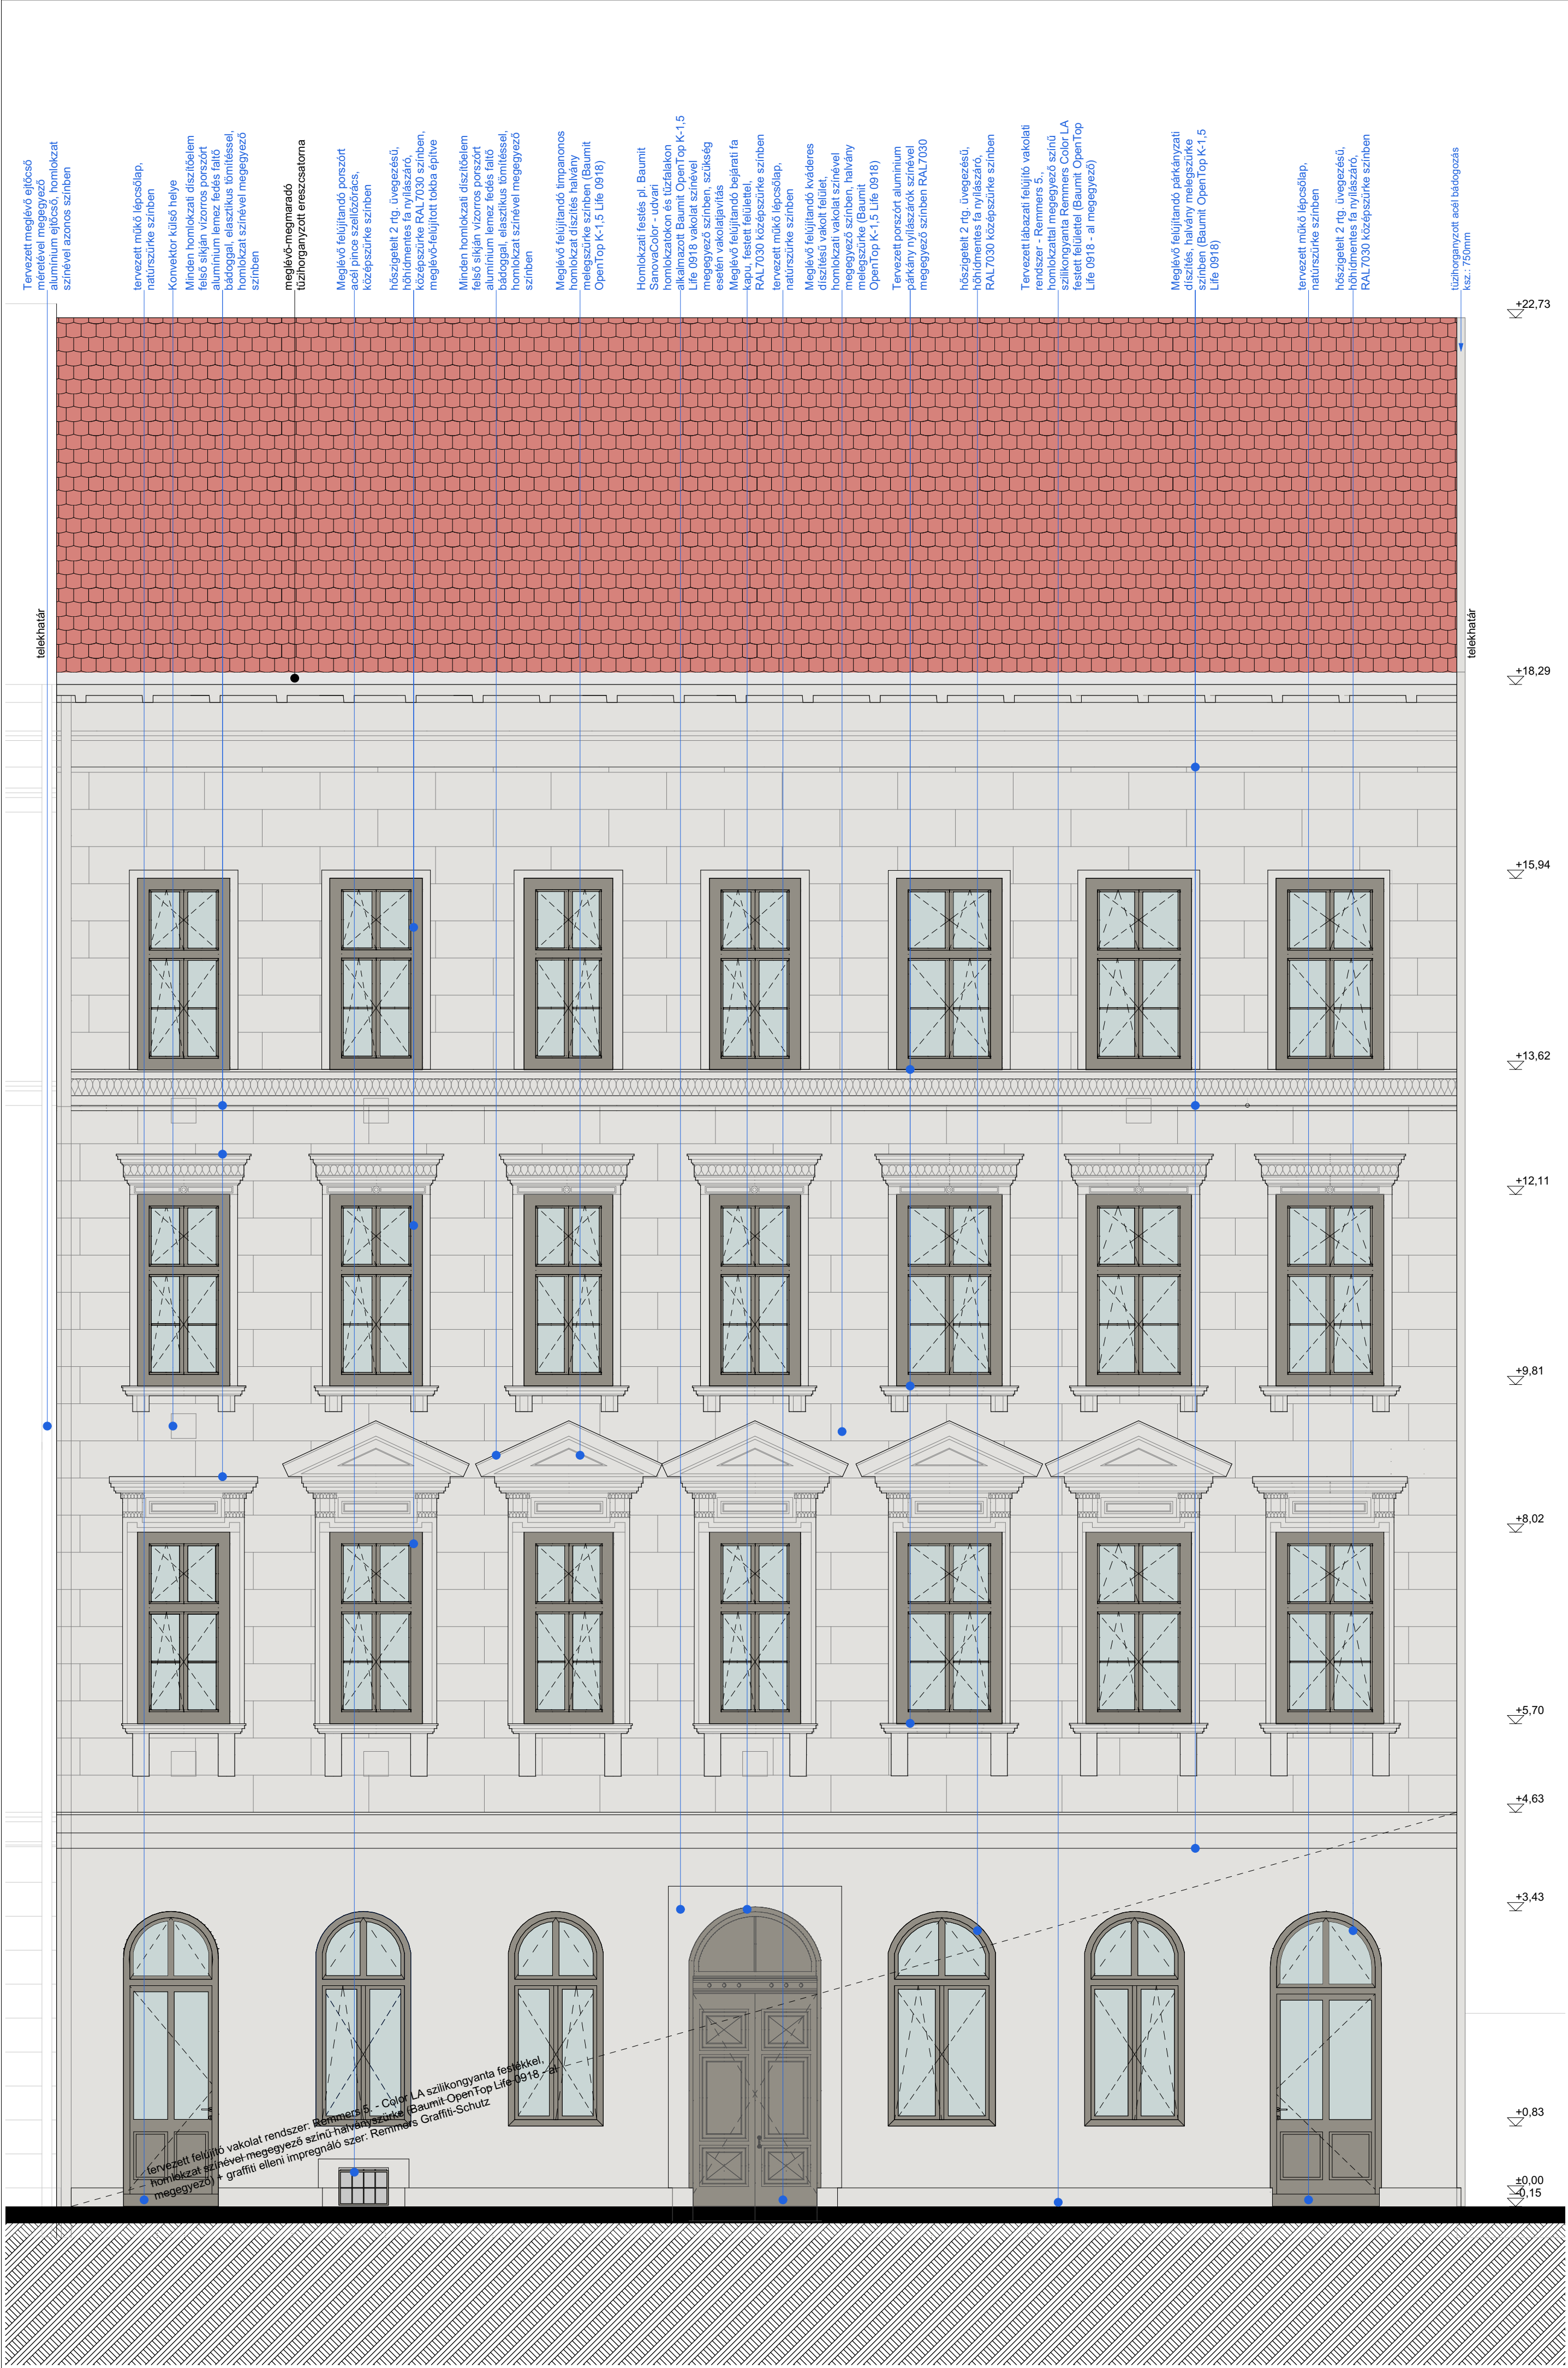 Tervezett meglévő ejtőcső
méretével megegyező
alumínium ejtőcső, homlokzat
színével azonos színben
tervezett műkő lépcsőlap,
natúrszürke színben
Konvektor külső helye
Minden homlokzati díszítőelem
felső síkján vízorros porszórt
alumínium lemez fedés faltő
bádoggal, elasztikus tömítéssel,
homlokzat színével megegyező
színben
meglévő-megmaradó
tűzihorganyzott ereszcsatorna
Meglévő felújítandó porszórt
acél pince szellőzőrács,
középszürke színben
hőszigetelt 2 rtg. üvegezésű,
hőhídmentes fa nyílászáró,
középszürke RAL7030 színben,
meglévő-felújított tokba építve
Minden homlokzati díszítőelem
felső síkján vízorros porszórt
alumínium lemez fedés faltő
bádoggal, elasztikus tömítéssel,
homlokzat színével megegyező
színben
Meglévő felújítandó timpanonos
homlokzat díszítés halvány
melegszürke színben (Baumit
OpenTop K-1,5 Life 0918)
Homlokzati festés pl. Baumit
SanovaColor - udvari
homlokzatokon és tűzfalakon
alkalmazott Baumit OpenTop K-1,5
Life 0918 vakolat színével
megegyező színben, szükség
esetén vakolatjavítás
Meglévő felújítandó bejárati fa
kapu, festett felülettel,
RAL7030 középszürke színben
tervezett műkő lépcsőlap,
natúrszürke színben
Meglévő felújítandó kváderes
díszítésű vakolt felület,
homlokzati vakolat színével
megegyező színben, halvány
melegszürke (Baumit
OpenTop K-1,5 Life 0918)
Tervezett porszórt alumínium
párkány nyílászárók színével
megegyező színben RAL7030
hőszigetelt 2 rtg. üvegezésű,
hőhídmentes fa nyílászáró,
RAL7030 középszürke színben
Tervezett lábazati felújító vakolati
rendszer - Remmers 5.,
homlokzattal megegyező színű
szilikongyanta Remmers Color LA
festett felülettel (Baumit OpenTop
Life 0918 - al megegyező)
Meglévő felújítandó párkányzati
díszítés, halvány melegszürke
színben (Baumit OpenTop K-1,5
Life 0918)
tervezett műkő lépcsőlap,
natúrszürke színben
hőszigetelt 2 rtg. üvegezésű,
hőhídmentes fa nyílászáró,
RAL7030 középszürke színben
tűzihorganyzott acél bádogozás
ksz.: 750mm
+22,73
telekhatár
telekhatár
+18,29
+15,94
+13,62
+12,11
+9,81
+8,02
+5,70
+4,63
+3,43
+0,83
±0,00
-0,15
tervezett felújító vakolat rendszer: Remmers 5. - Color LA szilikongyanta festékkel,
homlokzat színével megegyező színű halványszürke (Baumit OpenTop Life 0918 - al
megegyező) + graffiti elleni impregnáló szer: Remmers Graffiti-Schutz